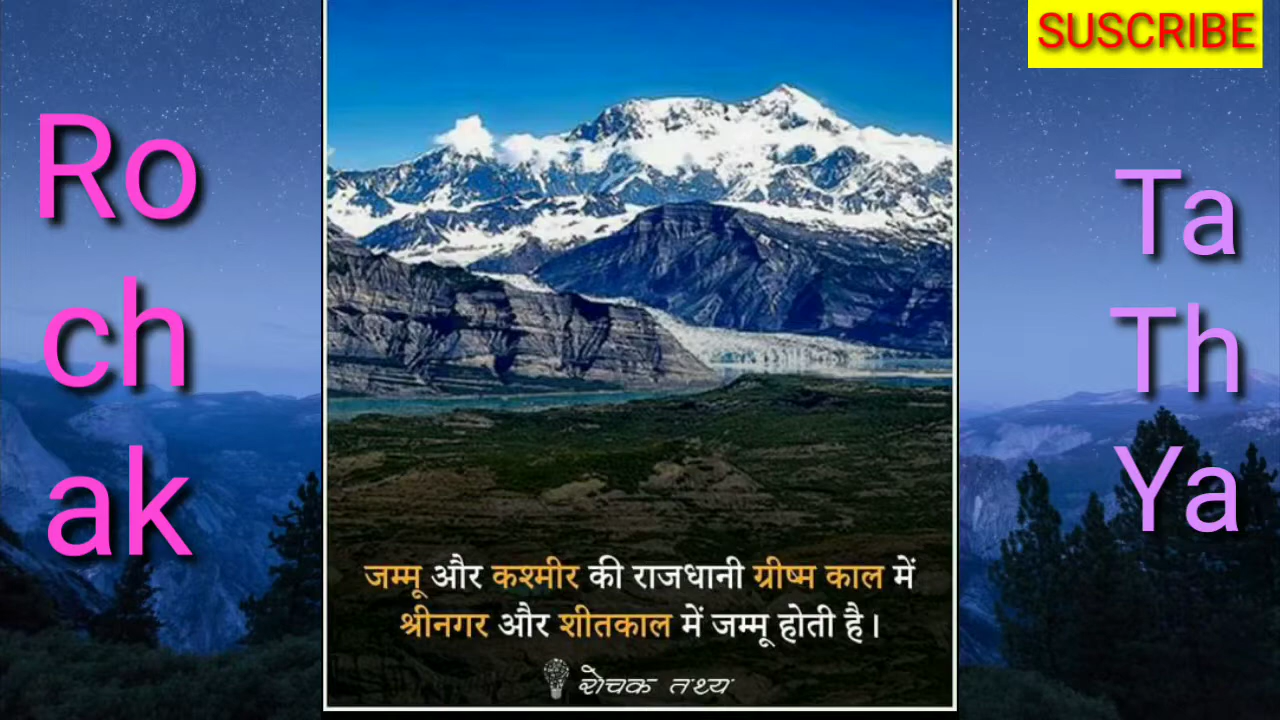 SUSCRIBE
Ro
ch
ak
Ta
Th
Ya
जम्मू और कश्मीर की राजधानी ग्रीष्म काल में
श्रीनगर और शीतकाल में जम्मू होती है।
रोचक तथ्य